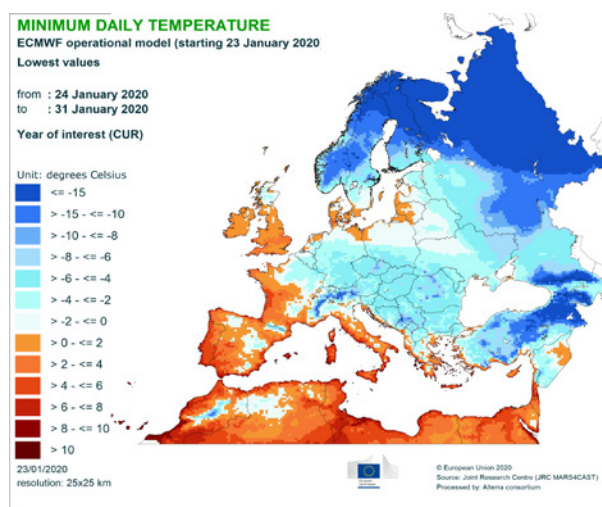 MINIMUM DAILY TEMPERATURE
ECMWF operational model (starting 23 January 2020
Lowest values
from : 24 January 2020
to : 31 January 2020
Year of interest (CUR)
Unit: degrees Celsius
<= -15
> -15 - <= -10
> -10 - <= -8
> -8 - <= -6
> -6 - <= -4
> -4 - <= -2
> -2 - <= 0
> 0 - <= 2
> 2 - <= 4
> 4 - <= 6
> 6 - <= 8
> 8 - <= 10
> 10
23/01/2020
resolution: 25x25 km
© European Union 2020
Source: Joint Research Centre (JRC MARS4CAST)
Processed by: Alterra consortium